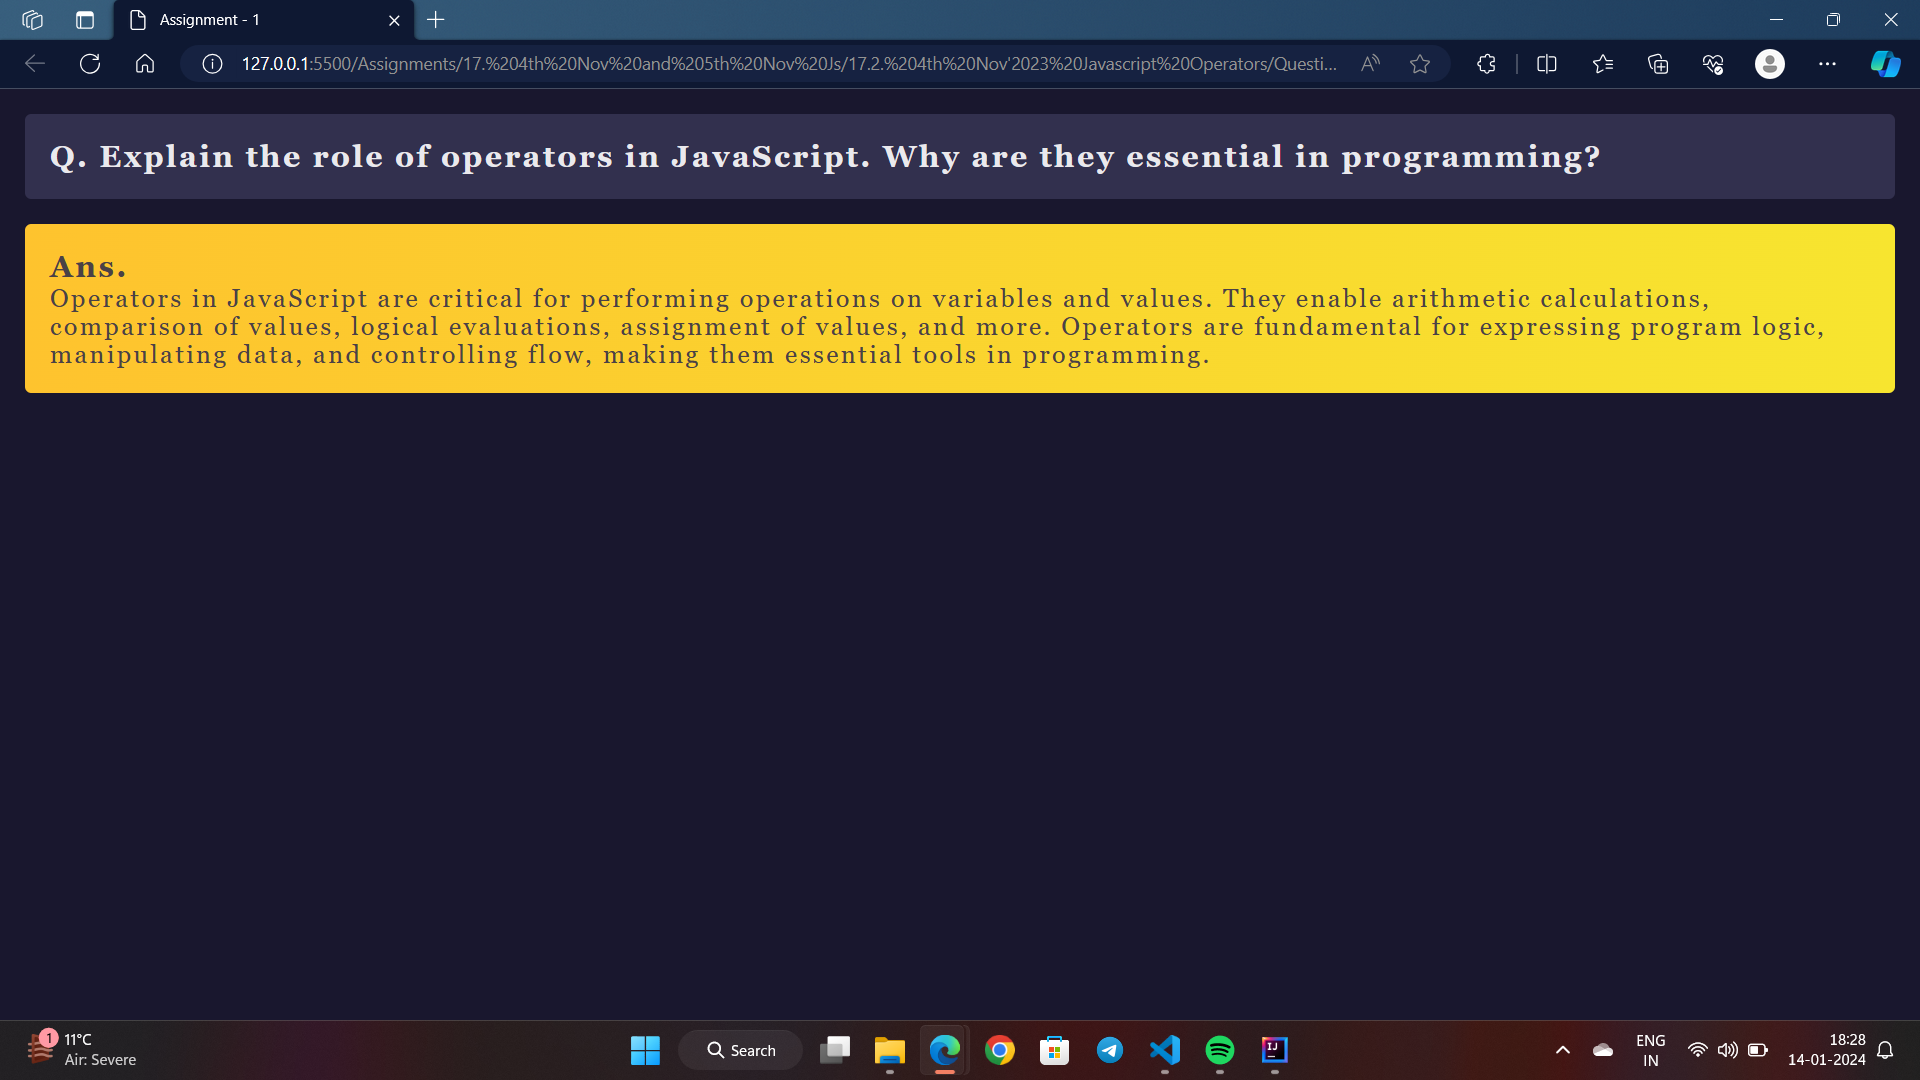 Assignment - 1
127.0.0.1:5500/Assignments/17.%204th%20Nov%20and%205th%20Nov%20Js/17.2.%204th%20Nov'2023%20Javascript%20Operators/Questi...
Q. Explain the role of operators in JavaScript. Why are they essential in programming?
Ans.
Operators in JavaScript are critical for performing operations on variables and values. They enable arithmetic calculations,
comparison of values, logical evaluations, assignment of values, and more. Operators are fundamental for expressing program logic,
manipulating data, and controlling flow, making them essential tools in programming.
1
11°C
Air: Severe
Search
IJ
ENG
IN
18:28
14-01-2024